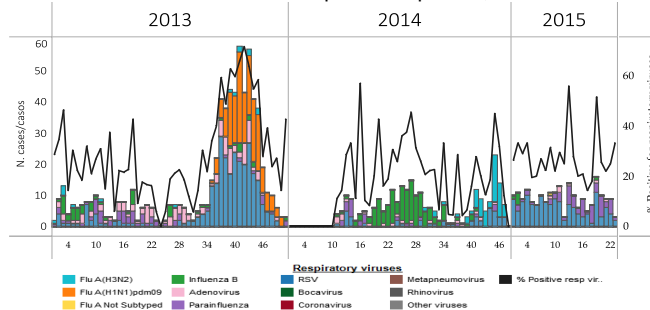 2013 2014 2015
60
50
40
30
20
10
0
N. cases/casos
60
40
20
0
4 10 16 22 28 34 40 46 4 10 16 22 28 34 40 46 4 10 16 22
Respiratory viruses
Flu A(H3N2) Influenza B RSV Metapneumovirus % Positive resp vir..
Flu A(H1N1)pdm09 Adenovirus Bocavirus Rhinovirus
Flu A Not Subtyped Parainfluenza Coronavirus Other viruses